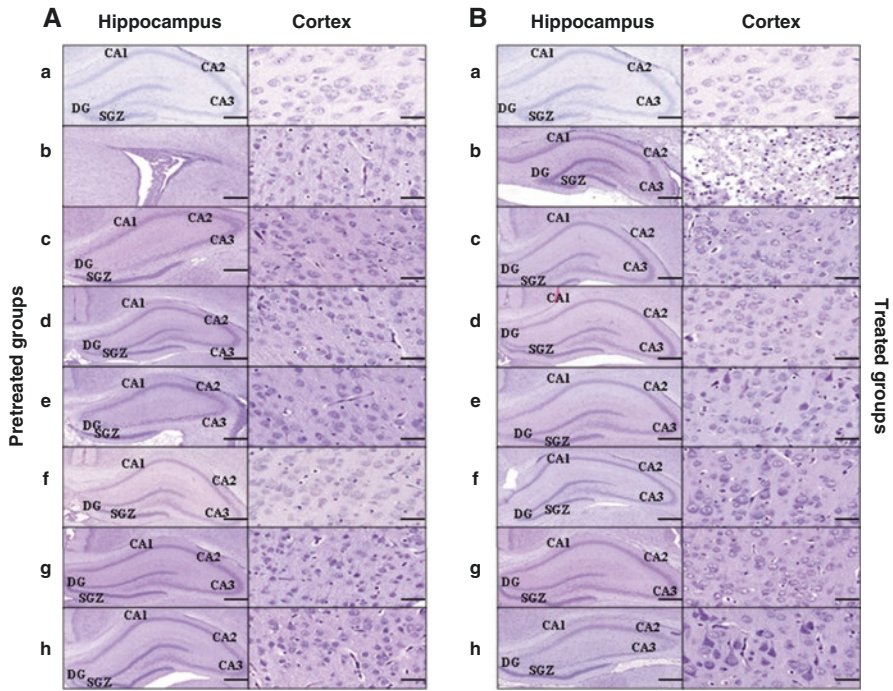 A
Hippocampus Cortex
B
Hippocampus Cortex
Pretreated groups
a
CA1
CA2
CA3
DG
SGZ
b
c
CA1
CA2
CA3
DG
SGZ
d
CA1
CA2
DG
SGZ
CA3
e
CA1
CA2
DG
SGZ
CA3
f
CA1
CA2
DG
SGZ
CA3
g
CA1
CA2
DG
CA3
SGZ
h
CA1
CA2
CA3
DG
SGZ
a
CA1
CA2
CA3
DG
SGZ
b
CA1
CA2
DG
SGZ
CA3
c
CA1
CA2
DG
CA3
SGZ
d
CA1
CA2
DG
SGZ
CA3
e
CA1
CA2
CA3
DG
SGZ
f
CA1
CA2
CA3
SGZ
DG
g
CA1
CA2
DG
CA3
SGZ
h
CA1
CA2
CA3
DG
SGZ
Treated groups